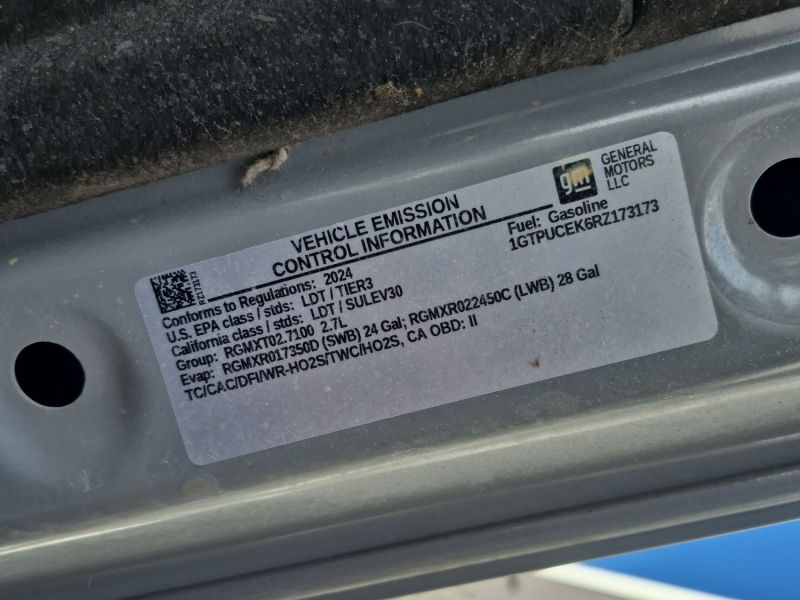 VEHICLE EMISSION
CONTROL INFORMATION
gm
GENERAL
MOTORS
LLC
Fuel: Gasoline
1GTPUCEK6RZ173173
RZ173173
Conforms to Regulations: 2024
U.S. EPA class / stds: LDT / TIER3
California class / stds: LDT / SULEV30
Group: RGMXT02.7100 2.7L
Evap: RGMXR017350D (SWB) 24 Gal; RGMXR022450C (LWB) 28 Gal
TC/CAC/DFI/WR-HO2S/TWC/HO2S, CA OBD: II